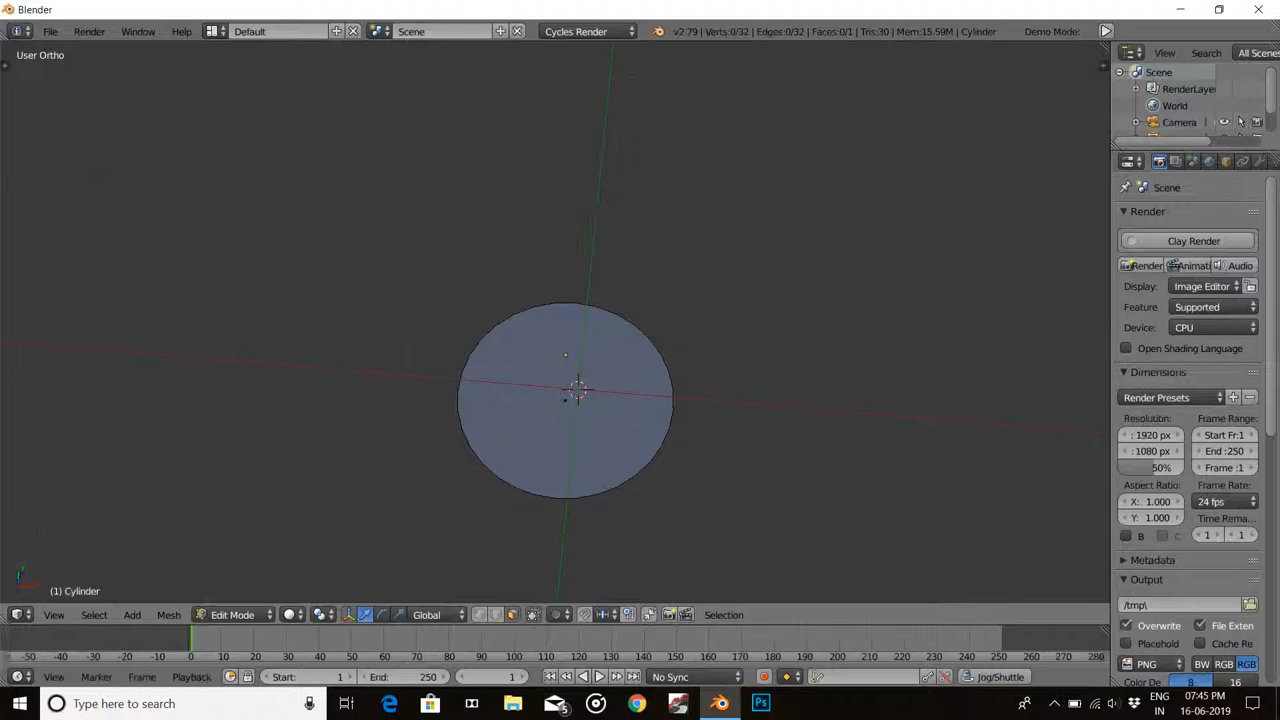 Blender
File Render Window Help Default Scene Cycles Render v2.79 | Verts:0/32 | Edges:0/32 | Faces:0/1 | Tris:30 | Mem:15.59M | Cylinder Demo Mode:
User Ortho
View Search All Scenes
Scene
RenderLayer
World
Camera
Scene
Render
Clay Render
Render Animati Audio
Display: Image Editor
Feature Supported
Device: CPU
Open Shading Language
Dimensions
Render Presets
Resolution: Frame Range:
: 1920 px Start Fr:1
: 1080 px End :250
50% Frame :1
Aspect Ratio: Frame Rate:
X: 1.000 24 fps
Y: 1.000 Time Rema...
B C 1 1
Metadata
Output
/tmp\
Overwrite File Exten
Placehold Cache Re
PNG BW RGB RGB
Color De 8 16
(1) Cylinder
View Select Add Mesh Edit Mode Global Selection
-50 -40 -30 -20 -10 0 10 20 30 40 50 60 70 80 90 100 110 120 130 140 150 160 170 180 190 200 210 220 230 240 250 260 270 280
View Marker Frame Playback Start: 1 End: 250 1 No Sync Jog/Shuttle
Type here to search
5
Ps
ENG
IN
07:45 PM
16-06-2019